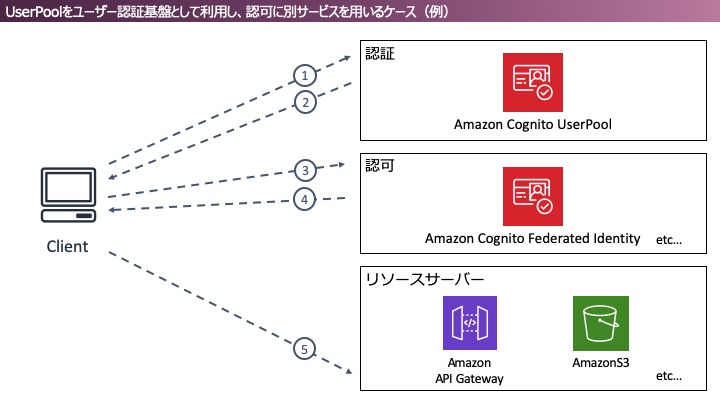 UserPoolをユーザー認証基盤として利用し、認可に別サービスを用いるケース（例）
認証
1
2
Amazon Cognito UserPool
認可
3
4
Amazon Cognito Federated Identity
etc...
Client
リソースサーバー
5
Amazon
API Gateway
AmazonS3
etc...